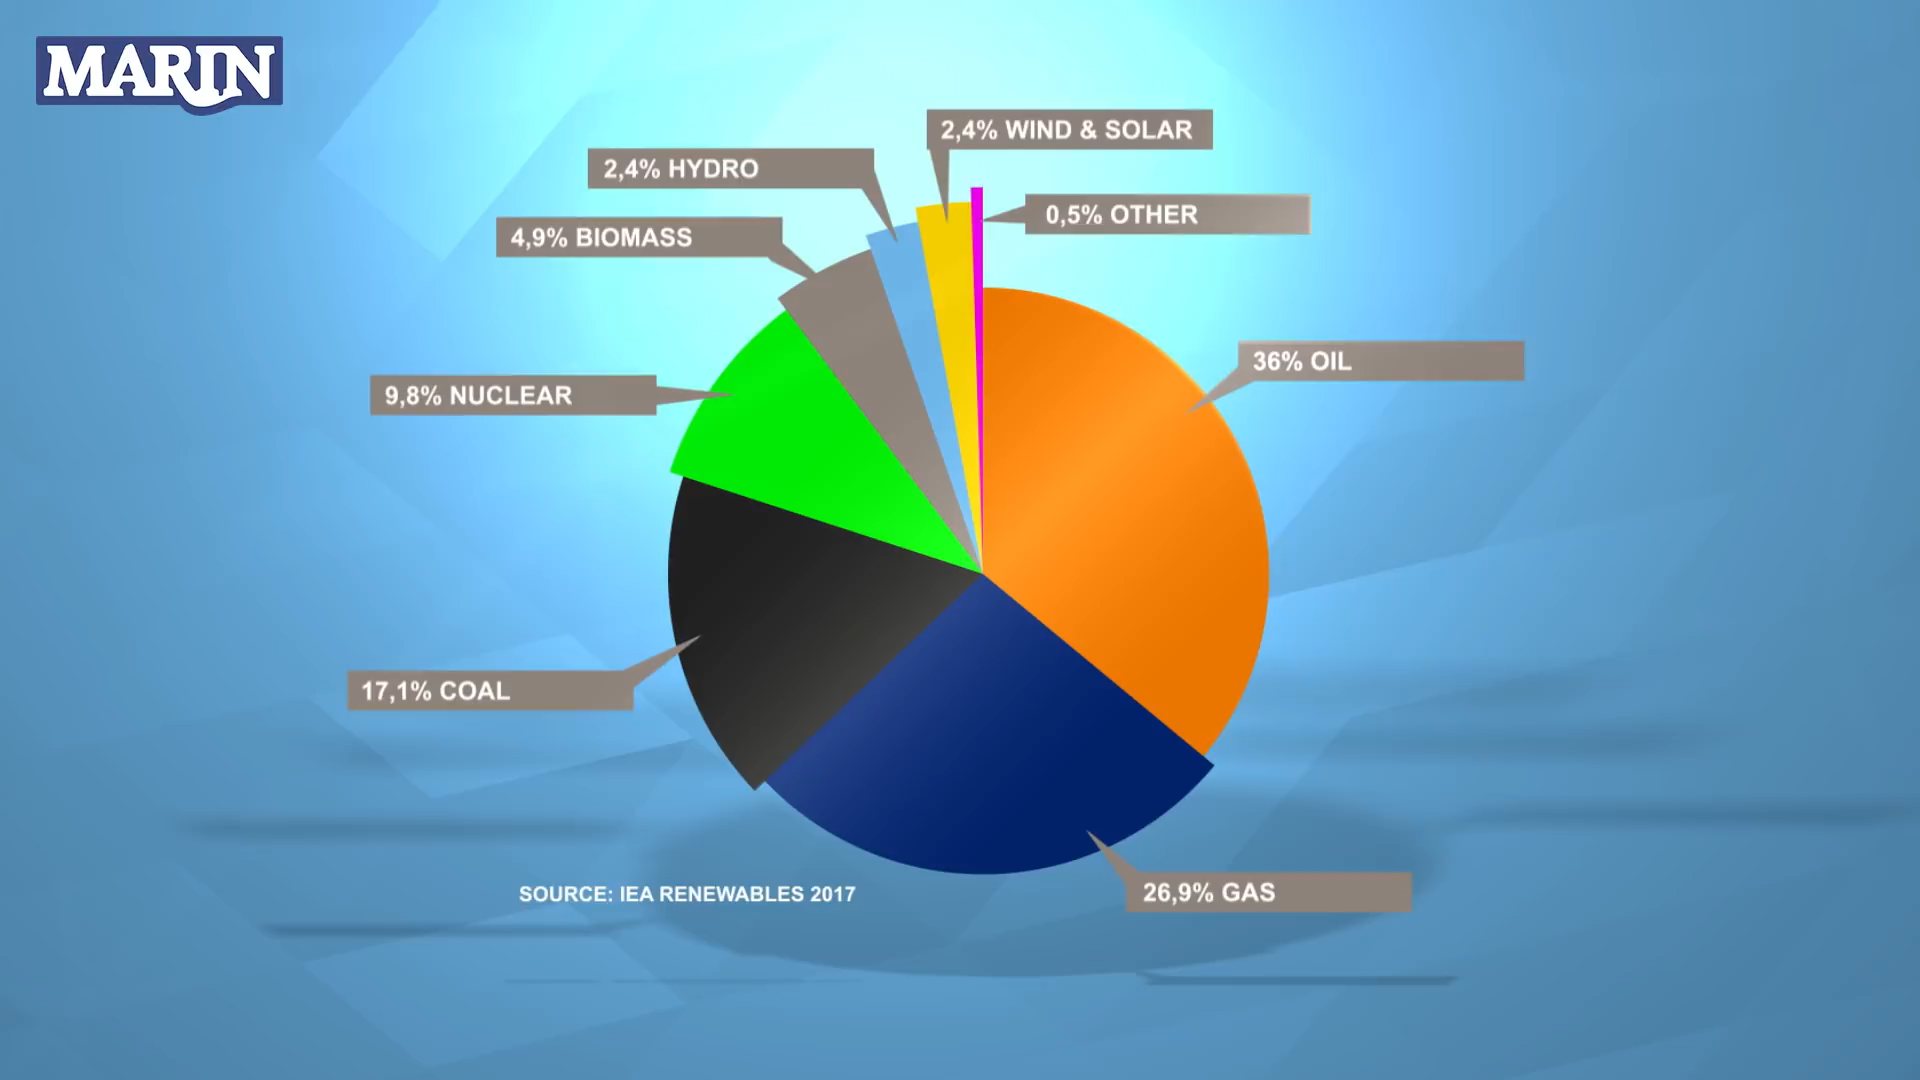 MARIN
2,4% WIND & SOLAR
2,4% HYDRO
0,5% OTHER
4,9% BIOMASS
36% OIL
9,8% NUCLEAR
17,1% COAL
26,9% GAS
SOURCE: IEA RENEWABLES 2017